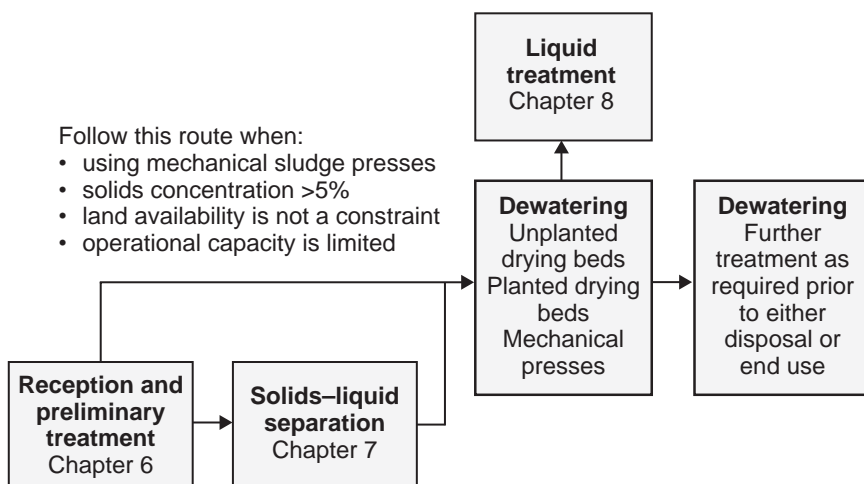 Liquid
treatment
Chapter 8
Follow this route when:
• using mechanical sludge presses
• solids concentration >5%
• land availability is not a constraint
• operational capacity is limited
Dewatering
Unplanted
drying beds
Planted drying
beds
Mechanical
presses
Dewatering
Further
treatment as
required prior
to either
disposal or
end use
Reception and
preliminary
treatment
Chapter 6
Solids–liquid
separation
Chapter 7